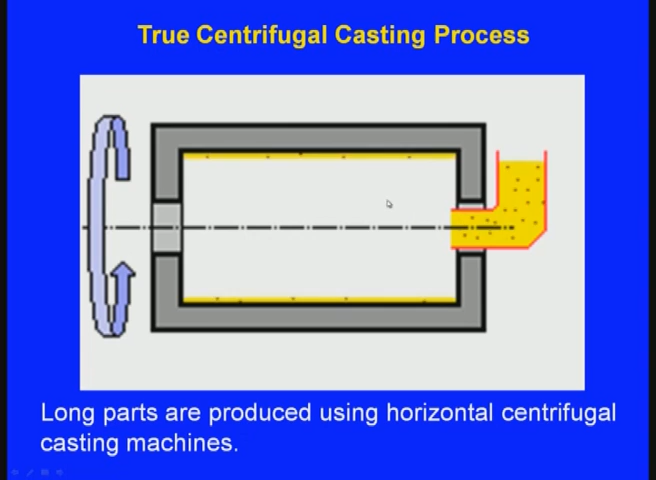 True Centrifugal Casting Process
Long parts are produced using horizontal centrifugal
casting machines.